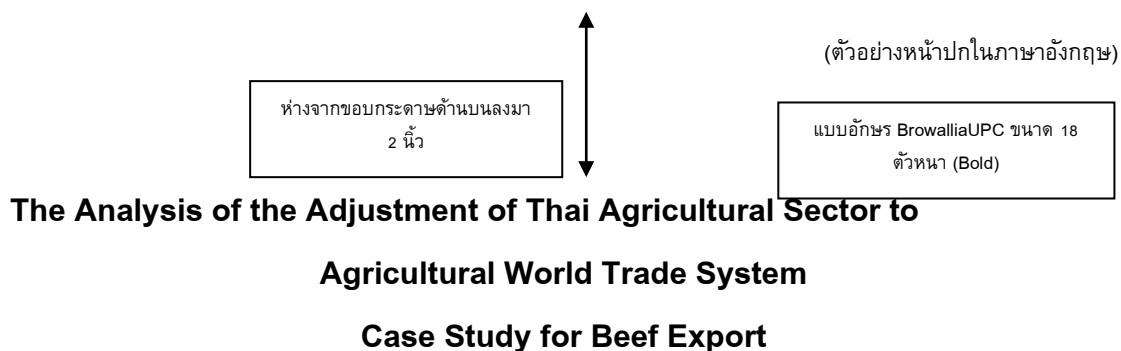 (ตัวอย่างหน้าปกในภาษาอังกฤษ)
ห่างจากขอบกระดาษด้านบนลงมา
2 นิ้ว
แบบอักษร BrowalliaUPC ขนาด 18
ตัวหนา (Bold)
The Analysis of the Adjustment of Thai Agricultural Sector to
Agricultural World Trade System
Case Study for Beef Export